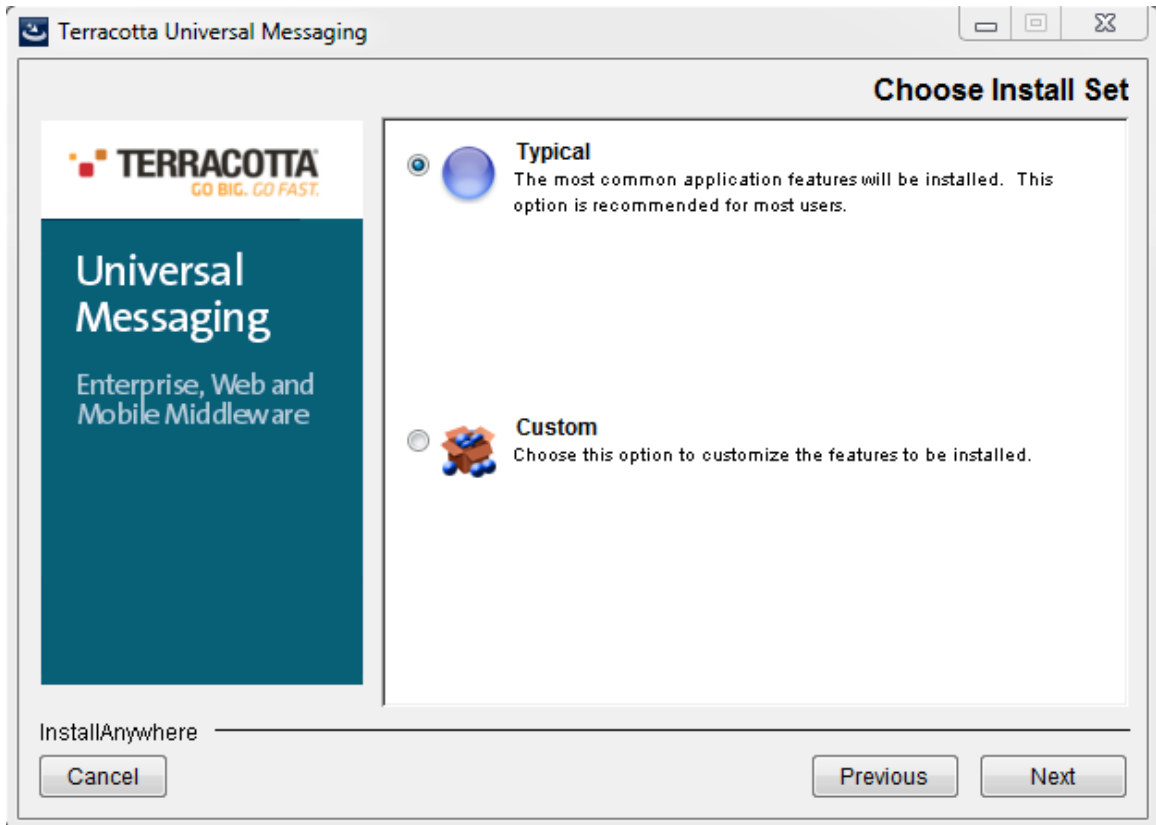 Terracotta Universal Messaging
Choose Install Set
TERRACOTTA
GO BIG. GO FAST.
Universal
Messaging
Enterprise, Web and
Mobile Middleware
Typical
The most common application features will be installed.  This
option is recommended for most users.
Custom
Choose this option to customize the features to be installed.
InstallAnywhere
Cancel
Previous
Next